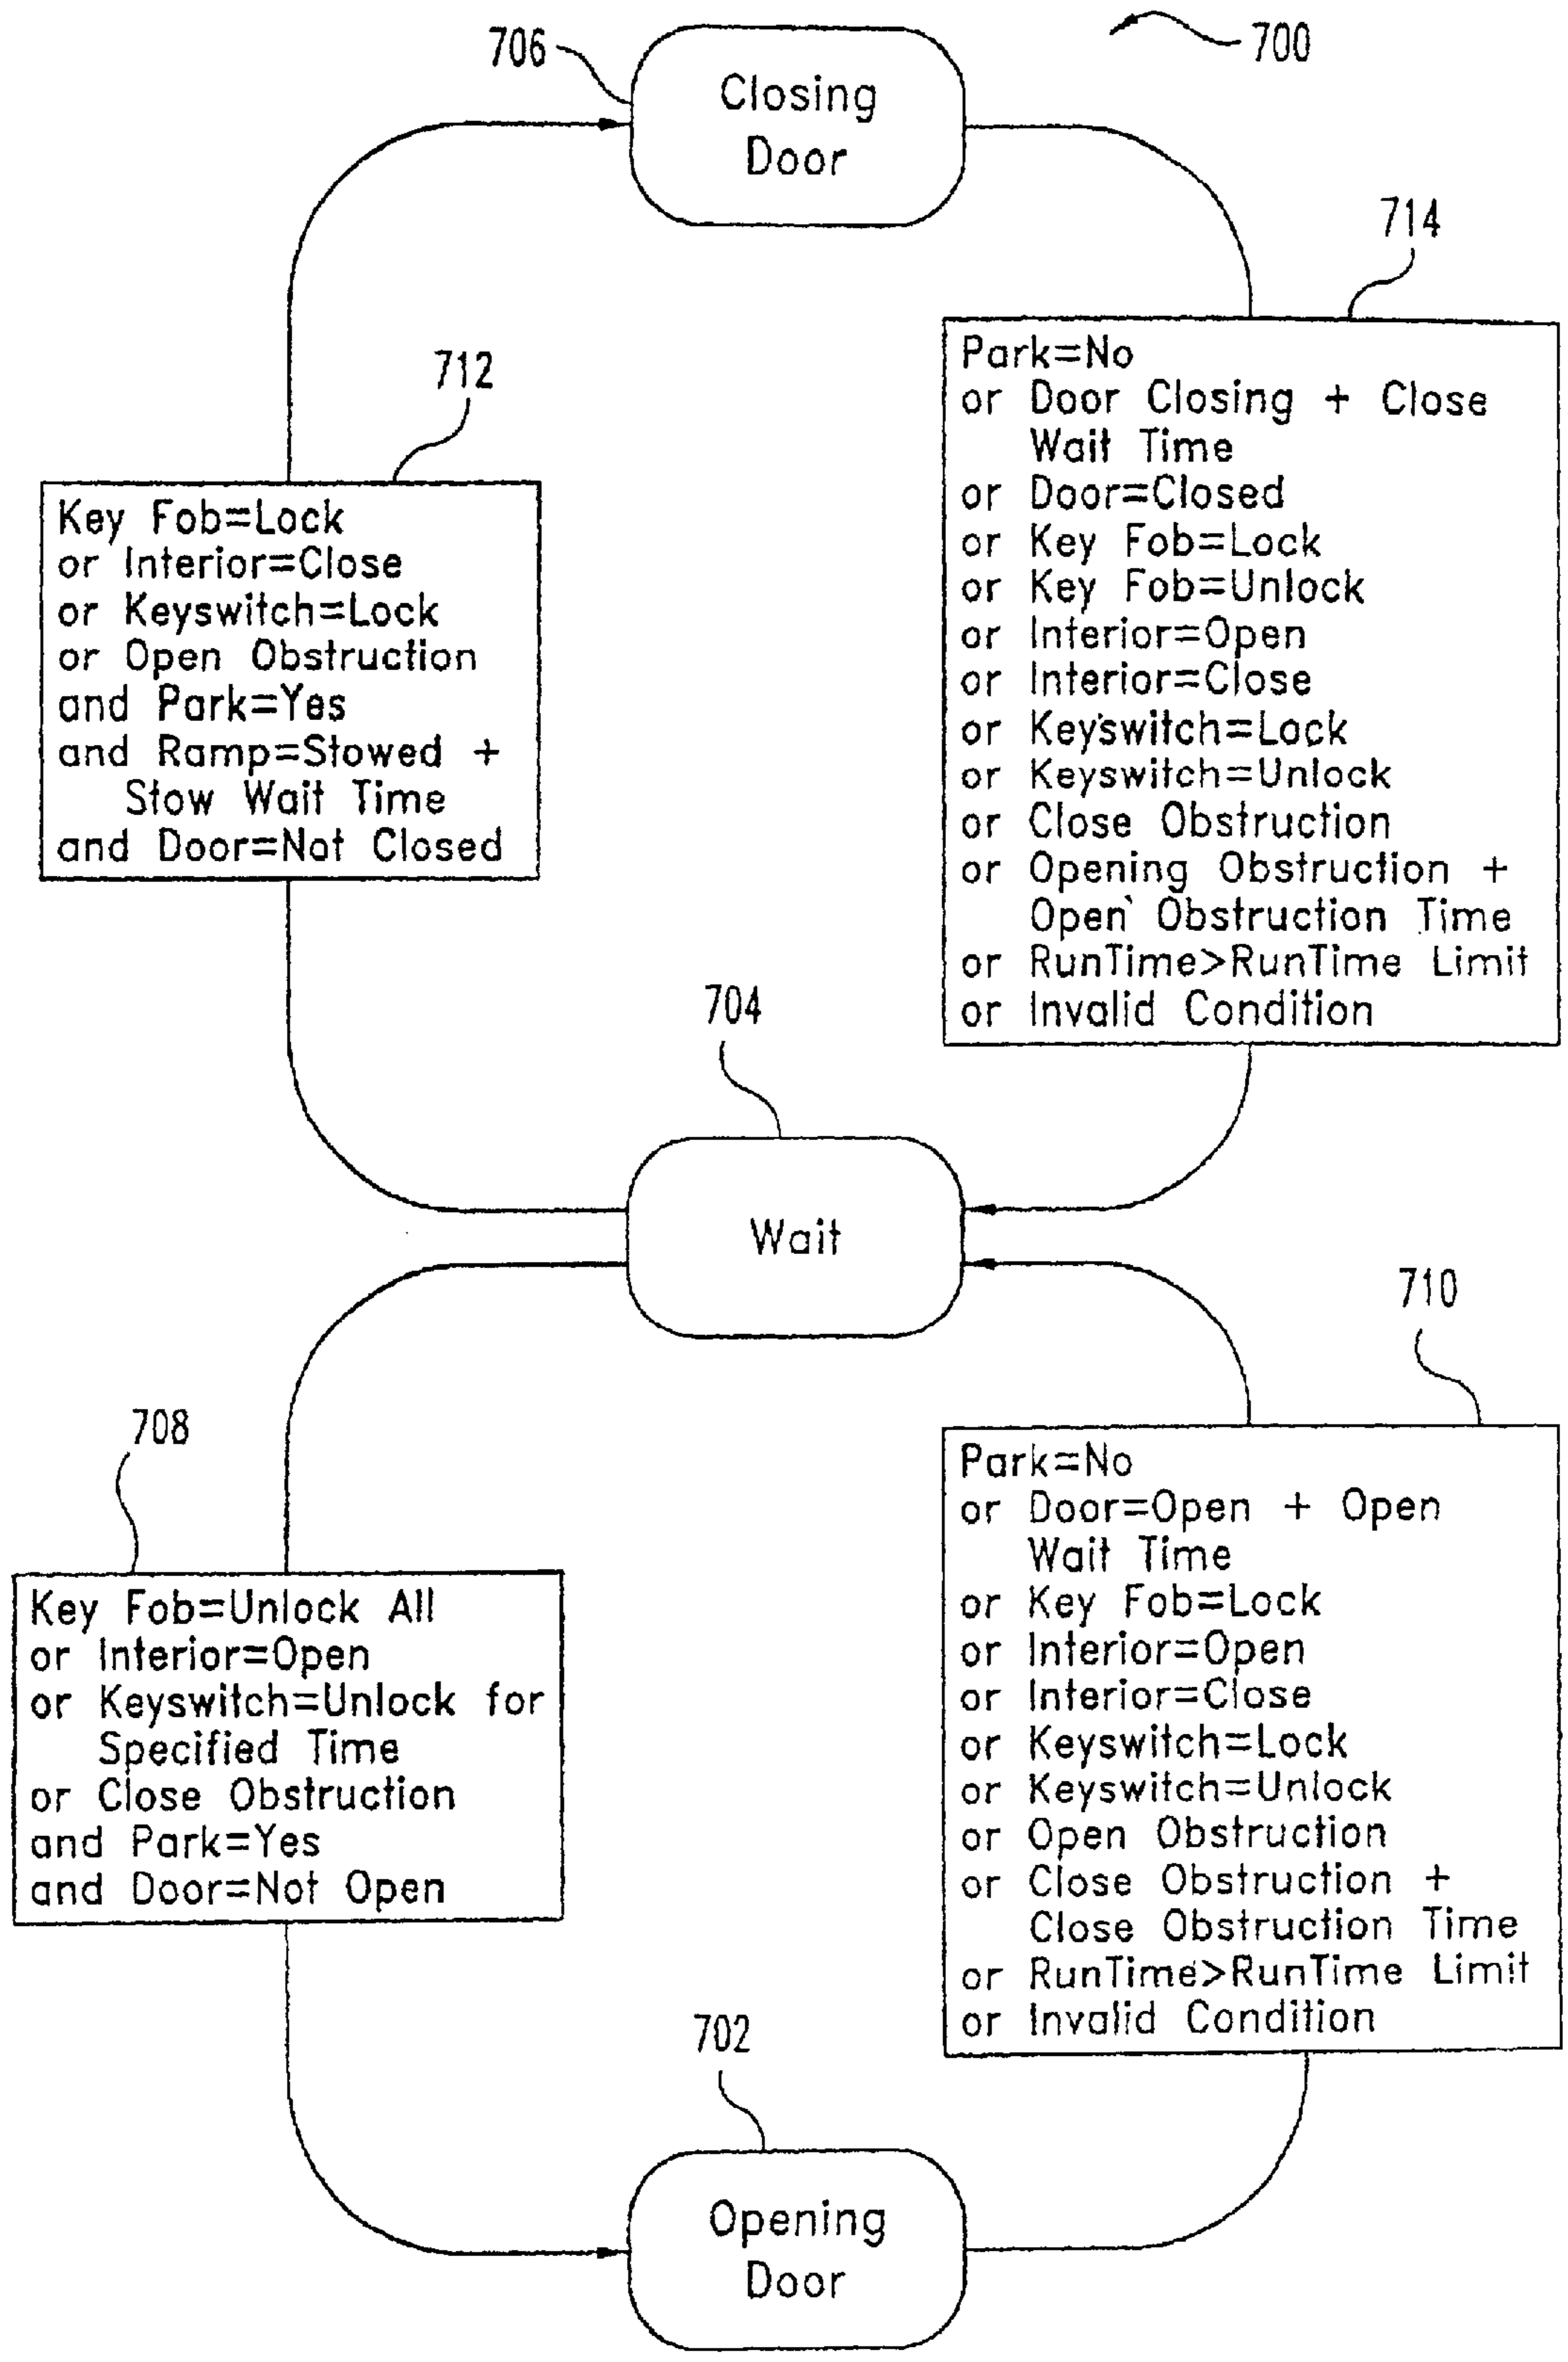 700
706
Closing
Door
714
Park=No
or Door Closing + Close
Wait Time
or Door=Closed
or Key Fob=Lock
or Key Fob=Unlock
or Interior=Open
or Interior=Close
or Keyswitch=Lock
or Keyswitch=Unlock
or Close Obstruction
or Opening Obstruction +
Open Obstruction Time
or RunTime>RunTime Limit
or Invalid Condition
712
Key Fob=Lock
or Interior=Close
or Keyswitch=Lock
or Open Obstruction
and Park=Yes
and Ramp=Stowed +
Stow Wait Time
and Door=Not Closed
704
Wait
710
Park=No
or Door=Open + Open
Wait Time
or Key Fob=Lock
or Interior=Open
or Interior=Close
or Keyswitch=Lock
or Keyswitch=Unlock
or Open Obstruction
or Close Obstruction +
Close Obstruction Time
or RunTime>RunTime Limit
or Invalid Condition
708
Key Fob=Unlock All
or Interior=Open
or Keyswitch=Unlock for
Specified Time
or Close Obstruction
and Park=Yes
and Door=Not Open
702
Opening
Door